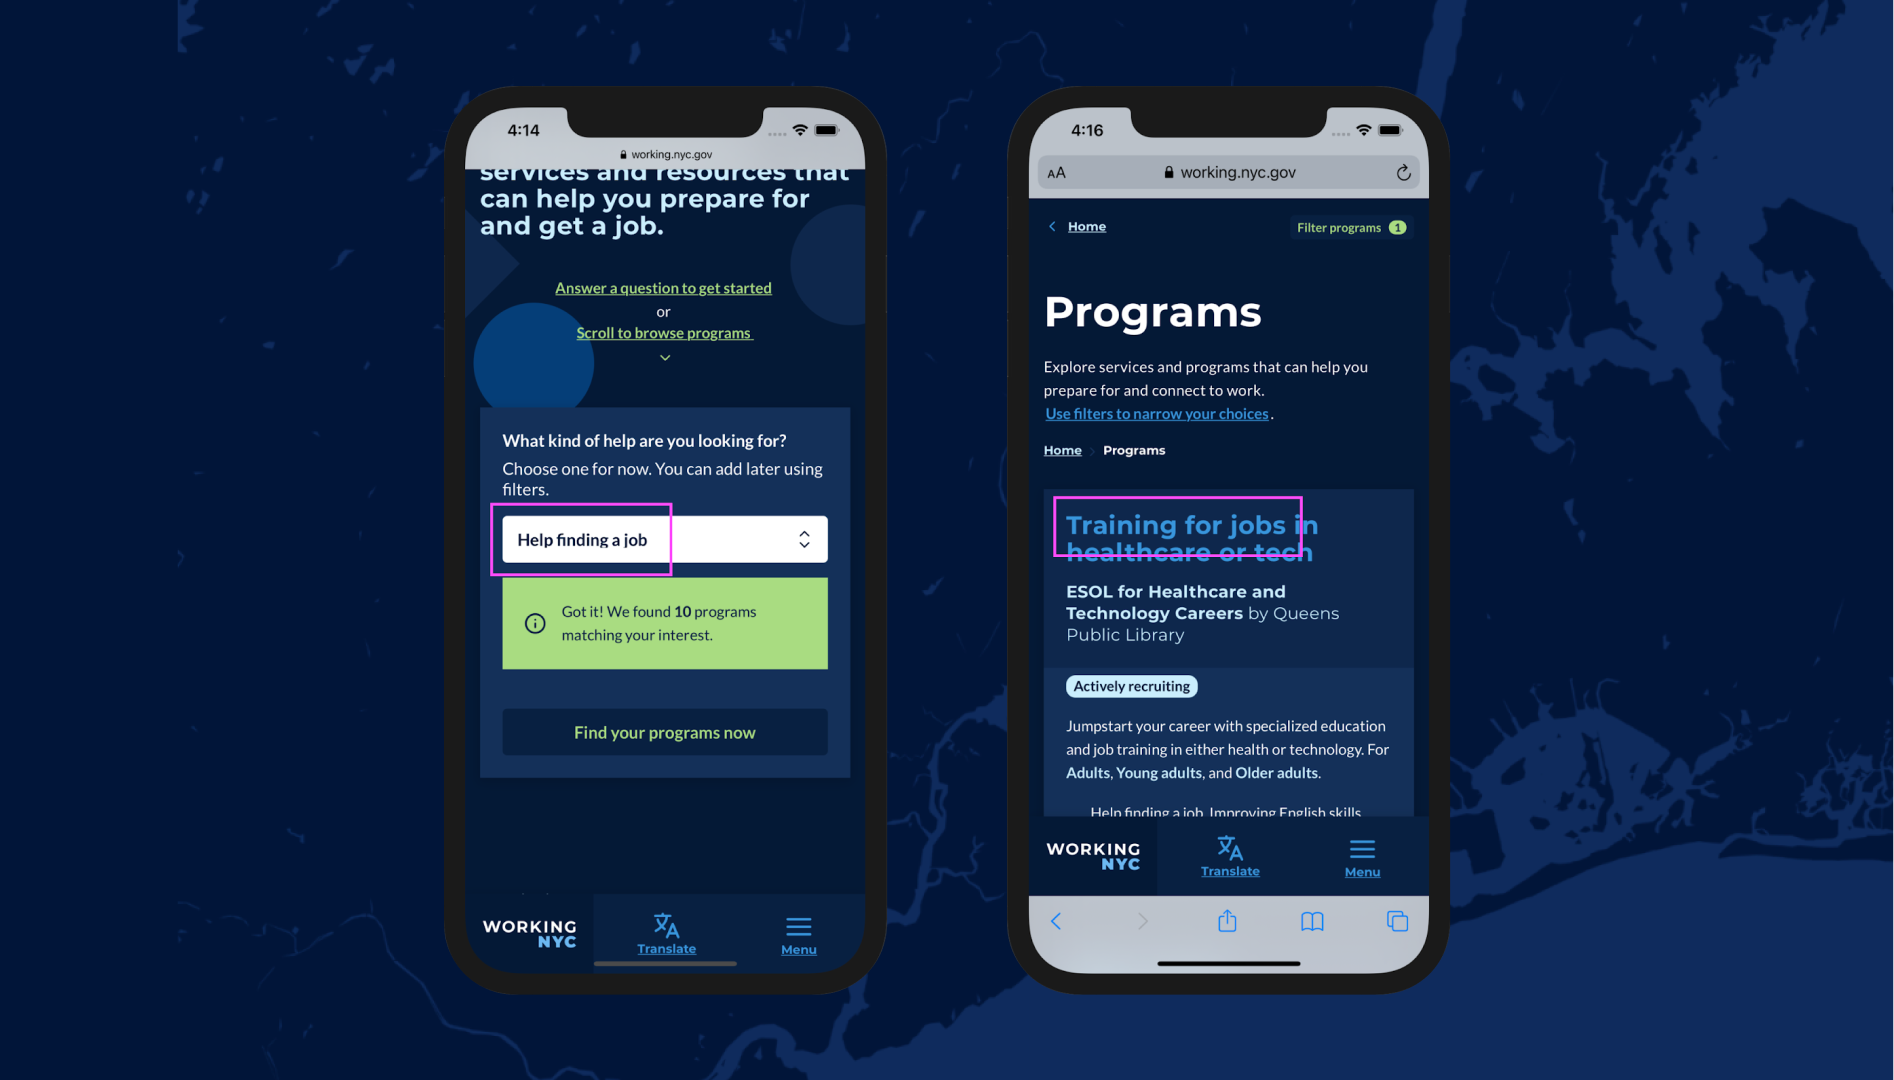 4:14
working.nyc.gov
services and resources that
can help you prepare for
and get a job.
Answer a question to get started
or
Scroll to browse programs
What kind of help are you looking for?
Choose one for now. You can add later using
filters.
Help finding a job
Got it! We found 10 programs
matching your interest.
Find your programs now
WORKING
NYC
Translate
Menu
4:16
AA
working.nyc.gov
Home
Filter programs 1
Programs
Explore services and programs that can help you
prepare for and connect to work.
Use filters to narrow your choices.
Home
Programs
Training for jobs in
healthcare or tech
ESOL for Healthcare and
Technology Careers by Queens
Public Library
Actively recruiting
Jumpstart your career with specialized education
and job training in either health or technology. For
Adults, Young adults, and Older adults.
Help finding a job, Improving English skills
WORKING
NYC
Translate
Menu